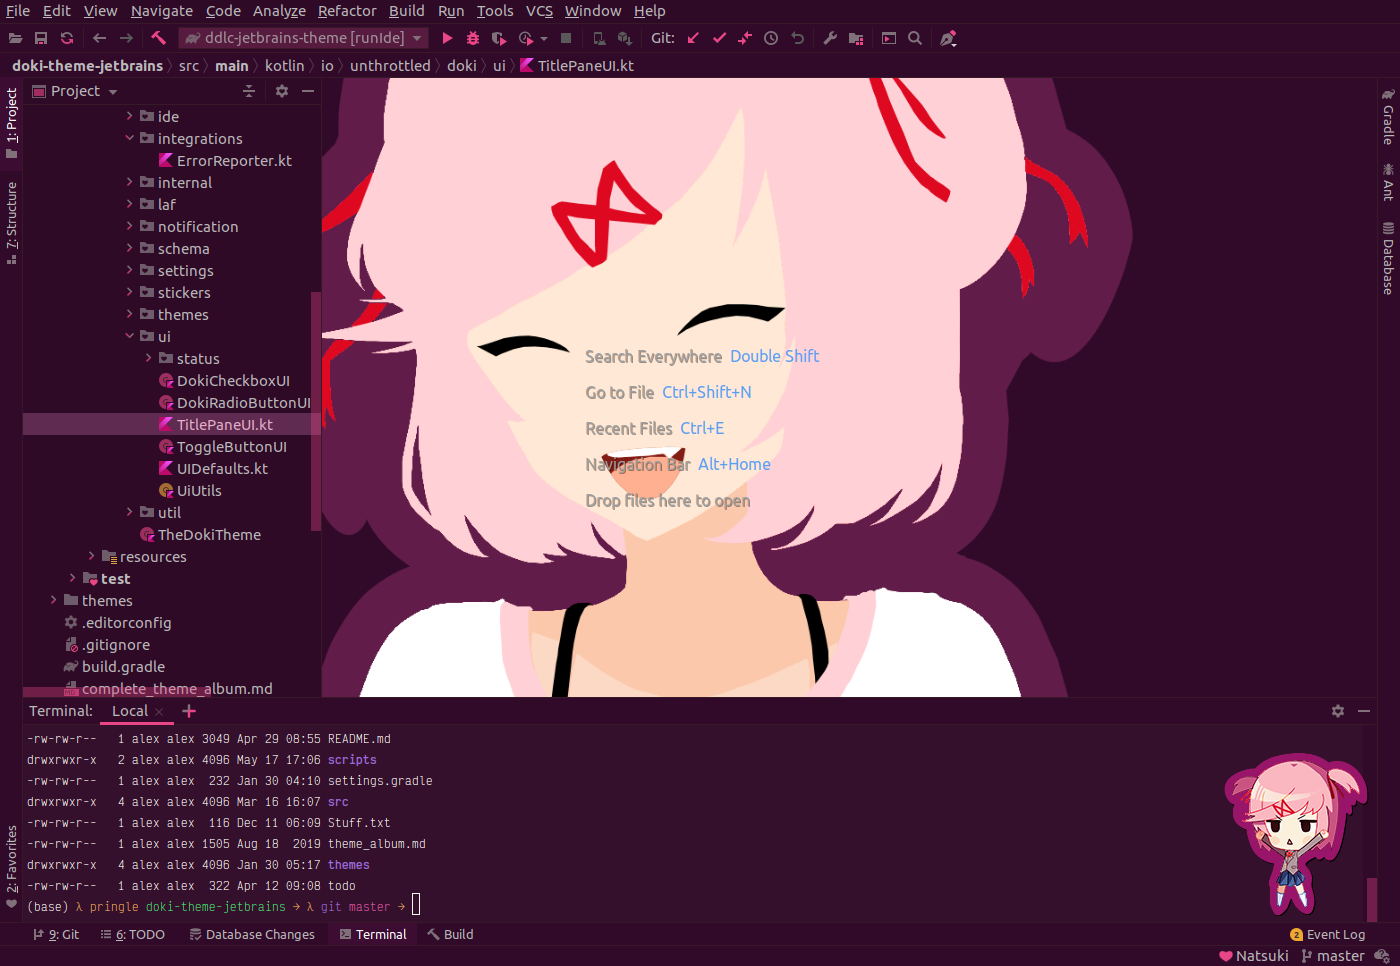 File Edit View Navigate Code Analyze Refactor Build Run Tools VCS Window Help
ddlc-jetbrains-theme [runIde] Git:
doki-theme-jetbrains src main kotlin io unthrottled doki ui TitlePaneUI.kt
1: Project
7: Structure
2: Favorites
Project
ide
integrations
ErrorReporter.kt
internal
laf
notification
schema
settings
stickers
themes
ui
status
DokiCheckboxUI
DokiRadioButtonUI
TitlePaneUI.kt
ToggleButtonUI
UIDefaults.kt
UiUtils
util
TheDokiTheme
resources
test
themes
.editorconfig
.gitignore
build.gradle
complete_theme_album.md
Search Everywhere Double Shift
Go to File Ctrl+Shift+N
Recent Files Ctrl+E
Navigation Bar Alt+Home
Drop files here to open
Gradle
Ant
Database
Terminal: Local
-rw-rw-r-- 1 alex alex 3049 Apr 29 08:55 README.md
drwxrwxr-x 2 alex alex 4096 May 17 17:06 scripts
-rw-rw-r-- 1 alex alex 232 Jan 30 04:10 settings.gradle
drwxrwxr-x 4 alex alex 4096 Mar 16 16:07 src
-rw-rw-r-- 1 alex alex 116 Dec 11 06:09 Stuff.txt
-rw-rw-r-- 1 alex alex 1505 Aug 18 2019 theme_album.md
drwxrwxr-x 4 alex alex 4096 Jan 30 05:17 themes
-rw-rw-r-- 1 alex alex 322 Apr 12 09:08 todo
(base) λ pringle doki-theme-jetbrains → λ git master →
9: Git 6: TODO Database Changes Terminal Build 2 Event Log
Natsuki master